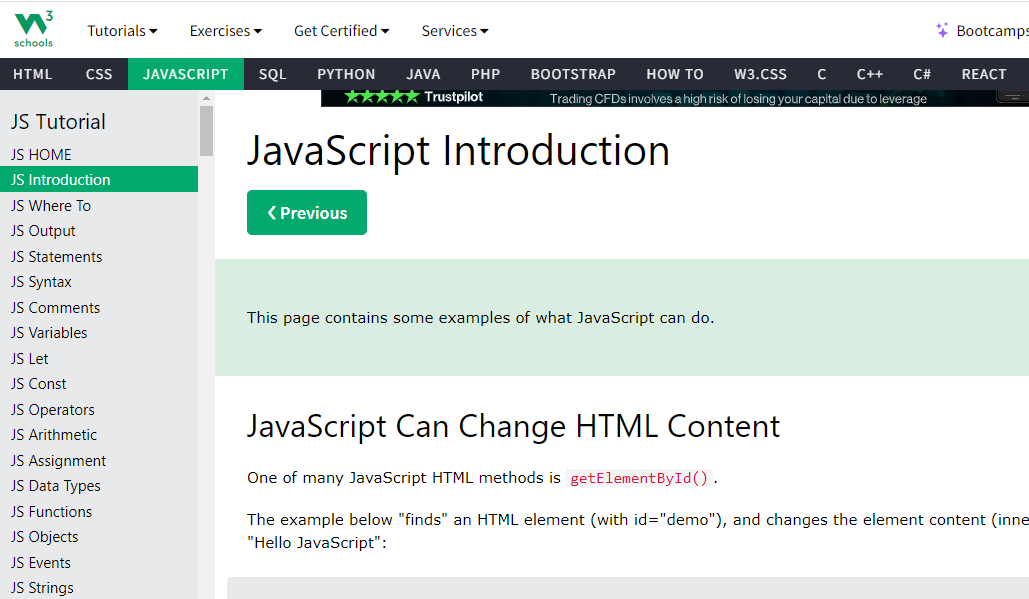 W3
schools
Tutorials
Exercises
Get Certified
Services
Bootcamps
HTML CSS JAVASCRIPT SQL PYTHON JAVA PHP BOOTSTRAP HOW TO W3.CSS C C++ C# REACT
Trustpilot
Trading CFDs involves a high risk of losing your capital due to leverage
JS Tutorial
JS HOME
JS Introduction
JS Where To
JS Output
JS Statements
JS Syntax
JS Comments
JS Variables
JS Let
JS Const
JS Operators
JS Arithmetic
JS Assignment
JS Data Types
JS Functions
JS Objects
JS Events
JS Strings
JavaScript Introduction
❮ Previous
This page contains some examples of what JavaScript can do.
JavaScript Can Change HTML Content
One of many JavaScript HTML methods is getElementById().
The example below "finds" an HTML element (with id="demo"), and changes the element content (inne
"Hello JavaScript":